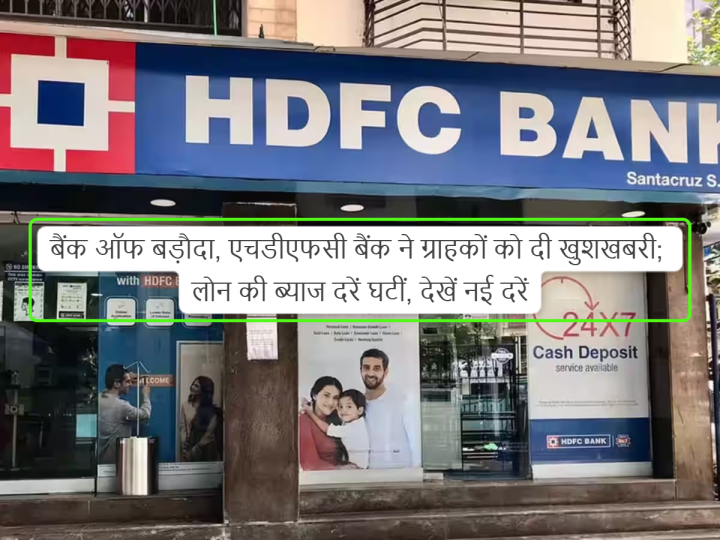 HDFC BANK
Santacruz S.
बैंक ऑफ बड़ौदा, एचडीएफसी बैंक ने ग्राहकों को दी खुशखबरी;
लोन की ब्याज दरें घटीं, देखें नई दरें
with HDFC
WELCOME
24X7
Cash Deposit
service available
HDFC BANK